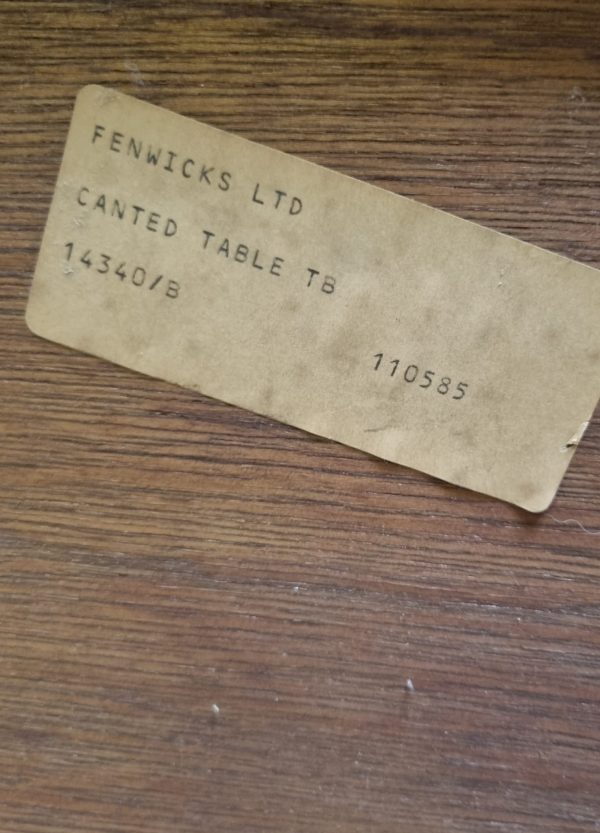 FENWICKS LTD
CANTED TABLE TB
14340/B
110585